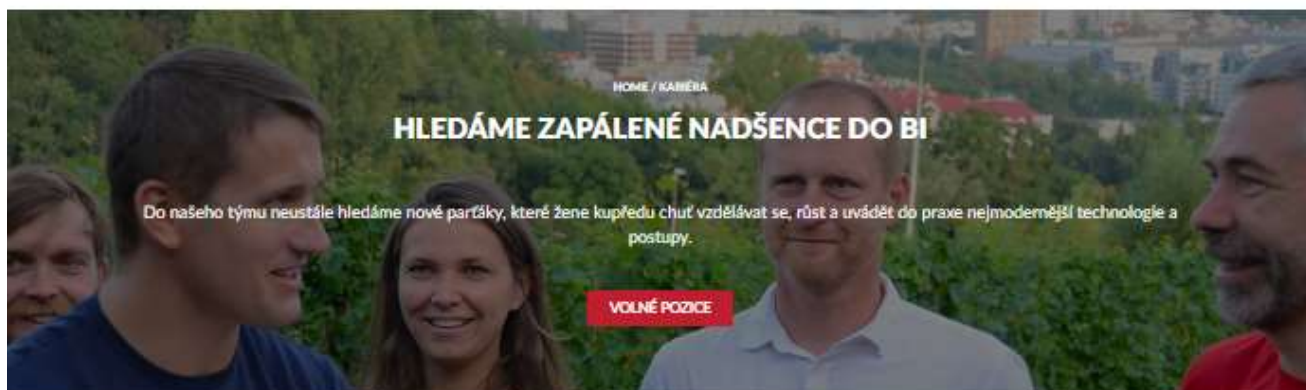 HOME / KARIÉRA
HLEDÁME ZAPÁLENÉ NADŠENCE DO BI
Do našeho týmu neustále hledáme nové parťáky, které žene kupředu chuť vzdělávat se, růst a uvádět do praxe nejmodernější technologie a
postupy.
VOLNÉ POZICE